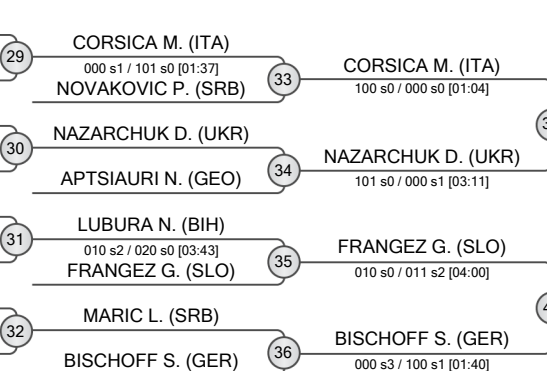 29
CORSICA M. (ITA)
000 s1 / 101 s0 [01:37]
NOVAKOVIC P. (SRB)
33
CORSICA M. (ITA)
100 s0 / 000 s0 [01:04]
30
NAZARCHUK D. (UKR)
APTSIAURI N. (GEO)
34
NAZARCHUK D. (UKR)
101 s0 / 000 s1 [03:11]
31
LUBURA N. (BIH)
010 s2 / 020 s0 [03:43]
FRANGEZ G. (SLO)
35
FRANGEZ G. (SLO)
010 s0 / 011 s2 [04:00]
32
MARIC L. (SRB)
BISCHOFF S. (GER)
36
BISCHOFF S. (GER)
000 s3 / 100 s1 [01:40]